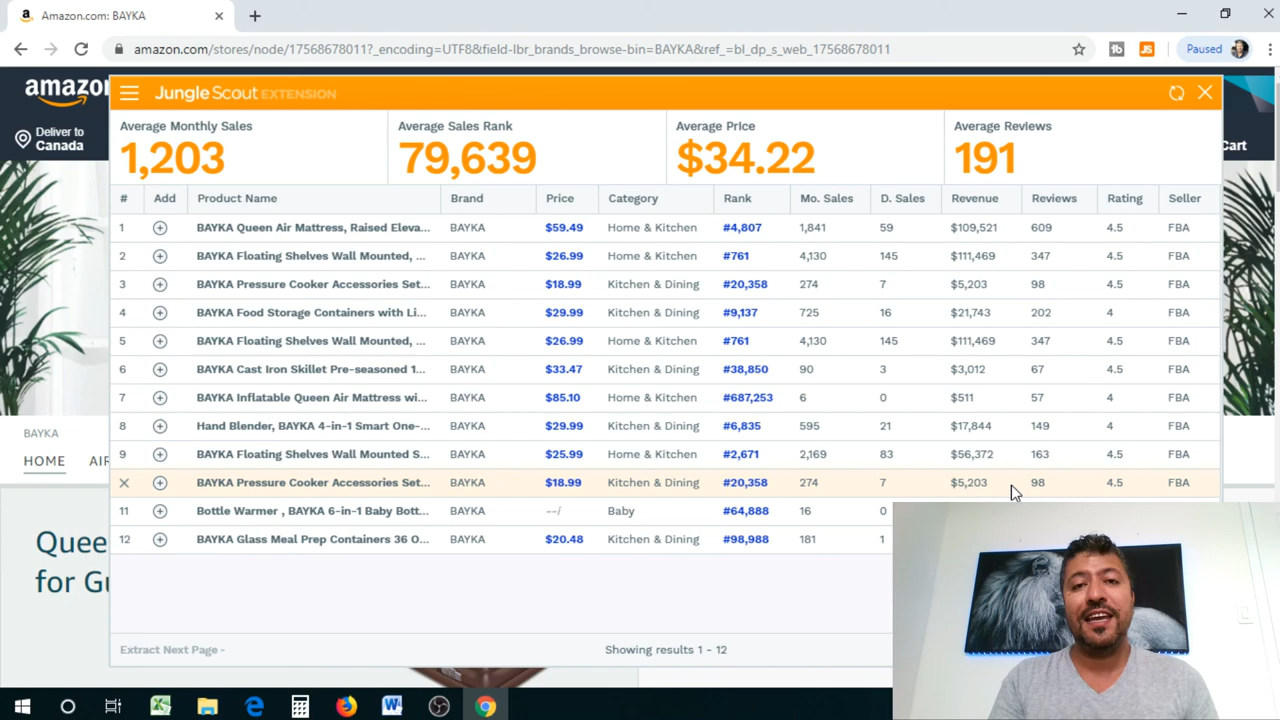 Amazon.com: BAYKA
amazon.com/stores/node/17568678011?_encoding=UTF8&field-lbr_brands_browse-bin=BAYKA&ref_=bl_dp_s_web_17568678011
Paused
amazon
Deliver to
Canada
Cart
JungleScout EXTENSION
Average Monthly Sales
1,203
Average Sales Rank
79,639
Average Price
$34.22
Average Reviews
191
# Add Product Name Brand Price Category Rank Mo. Sales D. Sales Revenue Reviews Rating Seller
1 BAYKA Queen Air Mattress, Raised Eleva... BAYKA $59.49 Home & Kitchen #4,807 1,841 59 $109,521 609 4.5 FBA
2 BAYKA Floating Shelves Wall Mounted, ... BAYKA $26.99 Home & Kitchen #761 4,130 145 $111,469 347 4.5 FBA
3 BAYKA Pressure Cooker Accessories Set... BAYKA $18.99 Kitchen & Dining #20,358 274 7 $5,203 98 4.5 FBA
4 BAYKA Food Storage Containers with Li... BAYKA $29.99 Kitchen & Dining #9,137 725 16 $21,743 202 4 FBA
5 BAYKA Floating Shelves Wall Mounted, ... BAYKA $26.99 Home & Kitchen #761 4,130 145 $111,469 347 4.5 FBA
6 BAYKA Cast Iron Skillet Pre-seasoned 1... BAYKA $33.47 Kitchen & Dining #38,850 90 3 $3,012 67 4.5 FBA
7 BAYKA Inflatable Queen Air Mattress wi... BAYKA $85.10 Home & Kitchen #687,253 6 0 $511 57 4 FBA
8 Hand Blender, BAYKA 4-in-1 Smart One-... BAYKA $29.99 Kitchen & Dining #6,835 595 21 $17,844 149 4 FBA
9 BAYKA Floating Shelves Wall Mounted S... BAYKA $25.99 Home & Kitchen #2,671 2,169 83 $56,372 163 4.5 FBA
BAYKA Pressure Cooker Accessories Set... BAYKA $18.99 Kitchen & Dining #20,358 274 7 $5,203 98 4.5 FBA
11 Bottle Warmer , BAYKA 6-in-1 Baby Bott... BAYKA --/ Baby #64,888 16 0
12 BAYKA Glass Meal Prep Containers 36 O... BAYKA $20.48 Kitchen & Dining #98,988 181 1
Extract Next Page
Showing results 1 - 12
BAYKA
HOME AIR
Quee
for Gu